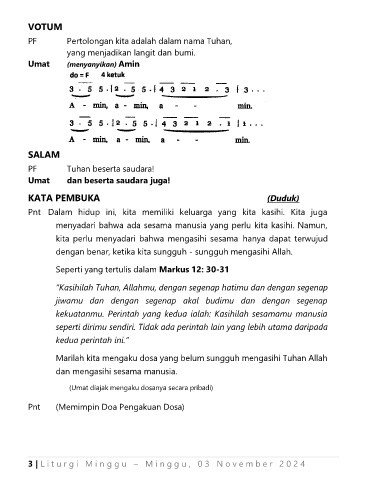 VOTUM
PF Pertolongan kita adalah dalam nama Tuhan,
yang menjadikan langit dan bumi.
Umat (menyanyikan) Amin
do = F 4 ketuk
3 . 5 5 . | 2 . 5 5 . | 4 3 2 1 2 . 3 | 3 . . .
A - min, a - min, a - - min.
3 . 5 5 . | 2 . 5 5 . | 4 3 2 1 2 . 1 | 1 . . .
A - min, a - min, a - - min.
SALAM
PF Tuhan beserta saudara!
Umat dan beserta saudara juga!
KATA PEMBUKA (Duduk)
Pnt Dalam hidup ini, kita memiliki keluarga yang kita kasihi. Kita juga
menyadari bahwa ada sesama manusia yang perlu kita kasihi. Namun,
kita perlu menyadari bahwa mengasihi sesama hanya dapat terwujud
dengan benar, ketika kita sungguh - sungguh mengasihi Allah.
Seperti yang tertulis dalam Markus 12: 30-31
“Kasihilah Tuhan, Allahmu, dengan segenap hatimu dan dengan segenap
jiwamu dan dengan segenap akal budimu dan dengan segenap
kekuatanmu. Perintah yang kedua ialah: Kasihilah sesamamu manusia
seperti dirimu sendiri. Tidak ada perintah lain yang lebih utama daripada
kedua perintah ini.”
Marilah kita mengaku dosa yang belum sungguh mengasihi Tuhan Allah
dan mengasihi sesama manusia.
(Umat diajak mengaku dosanya secara pribadi)
Pnt (Memimpin Doa Pengakuan Dosa)
3 | Liturgi Minggu – Minggu, 03 November 2024